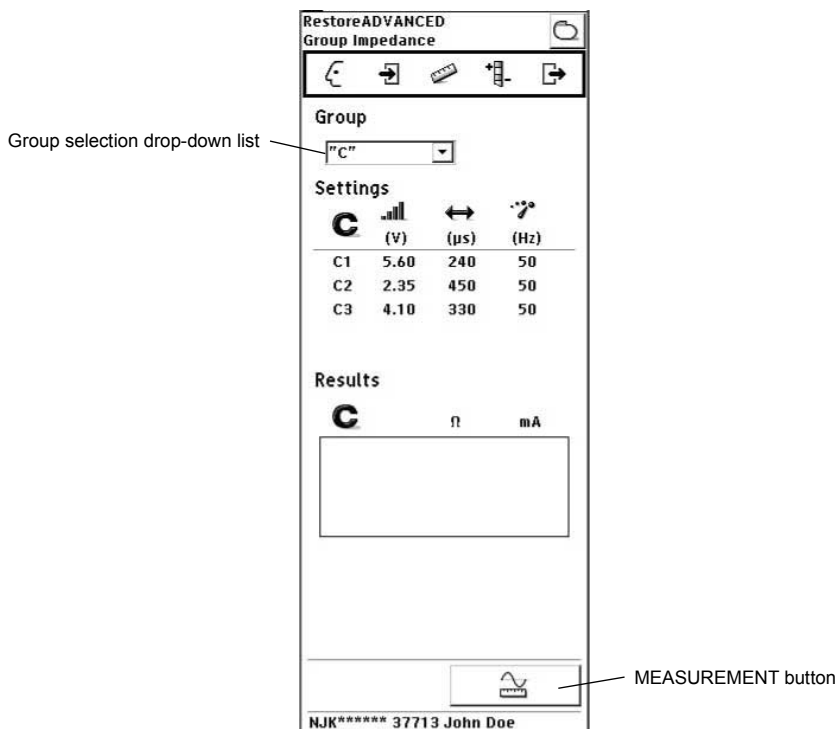 RestoreADVANCED
Group Impedance
Group
Group selection drop-down list
"C"
Settings
C (V) (µs) (Hz)
C1 5.60 240 50
C2 2.35 450 50
C3 4.10 330 50
Results
C Ω mA
MEASUREMENT button
NJK****** 37713 John Doe